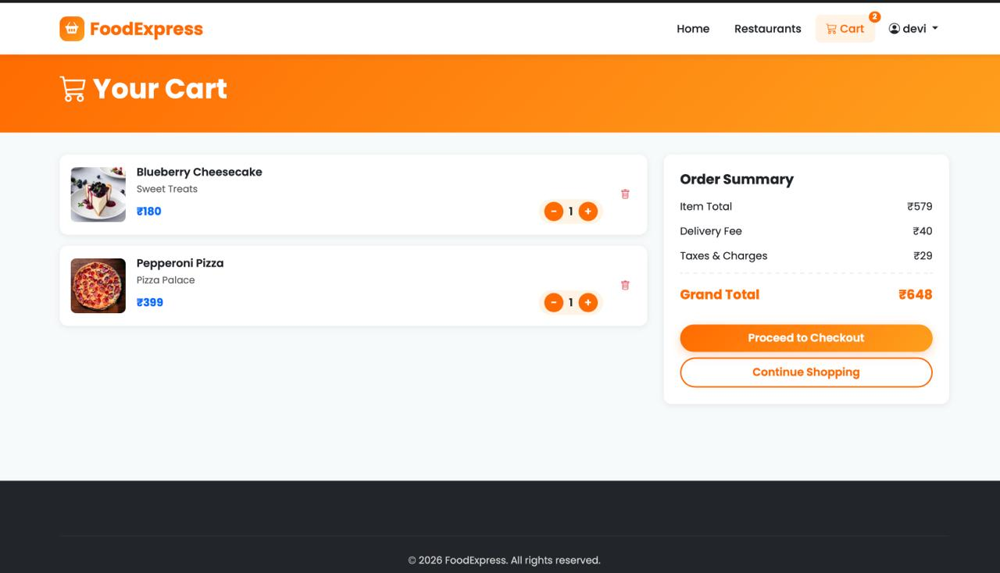 FoodExpress
Home
Restaurants
Cart
2
devi
Your Cart
Blueberry Cheesecake
Sweet Treats
₹180
− 1 +
Pepperoni Pizza
Pizza Palace
₹399
− 1 +
Order Summary
Item Total ₹579
Delivery Fee ₹40
Taxes & Charges ₹29
Grand Total ₹648
Proceed to Checkout
Continue Shopping
© 2026 FoodExpress. All rights reserved.